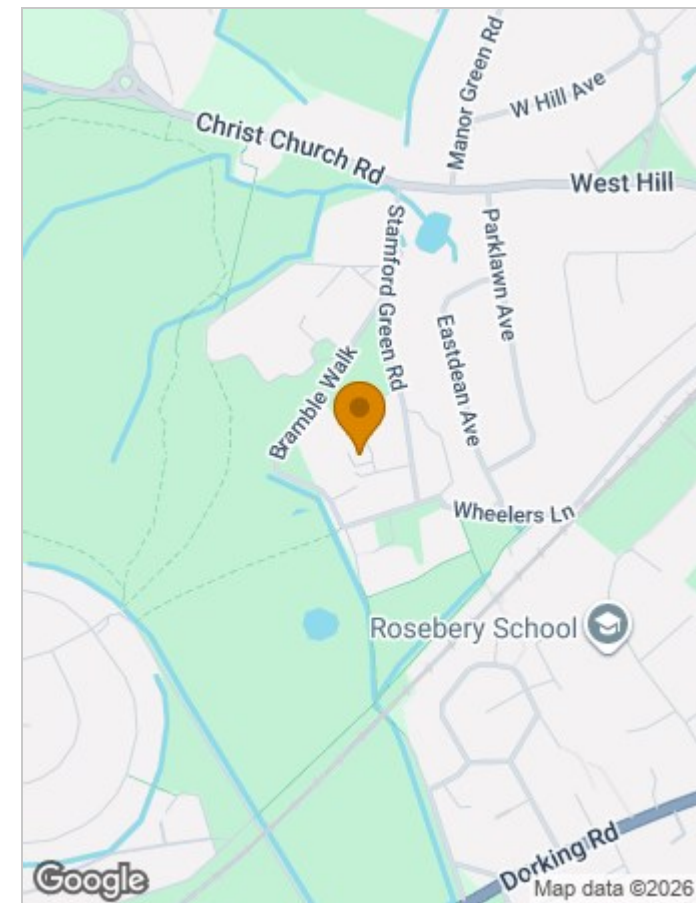 Manor Green Rd
W Hill Ave
Christ Church Rd
West Hill
Stamford Green Rd
Parklawn Ave
Eastdean Ave
Bramble Walk
Wheelers Ln
Rosebery School
Dorking Rd
Google
Map data ©2026